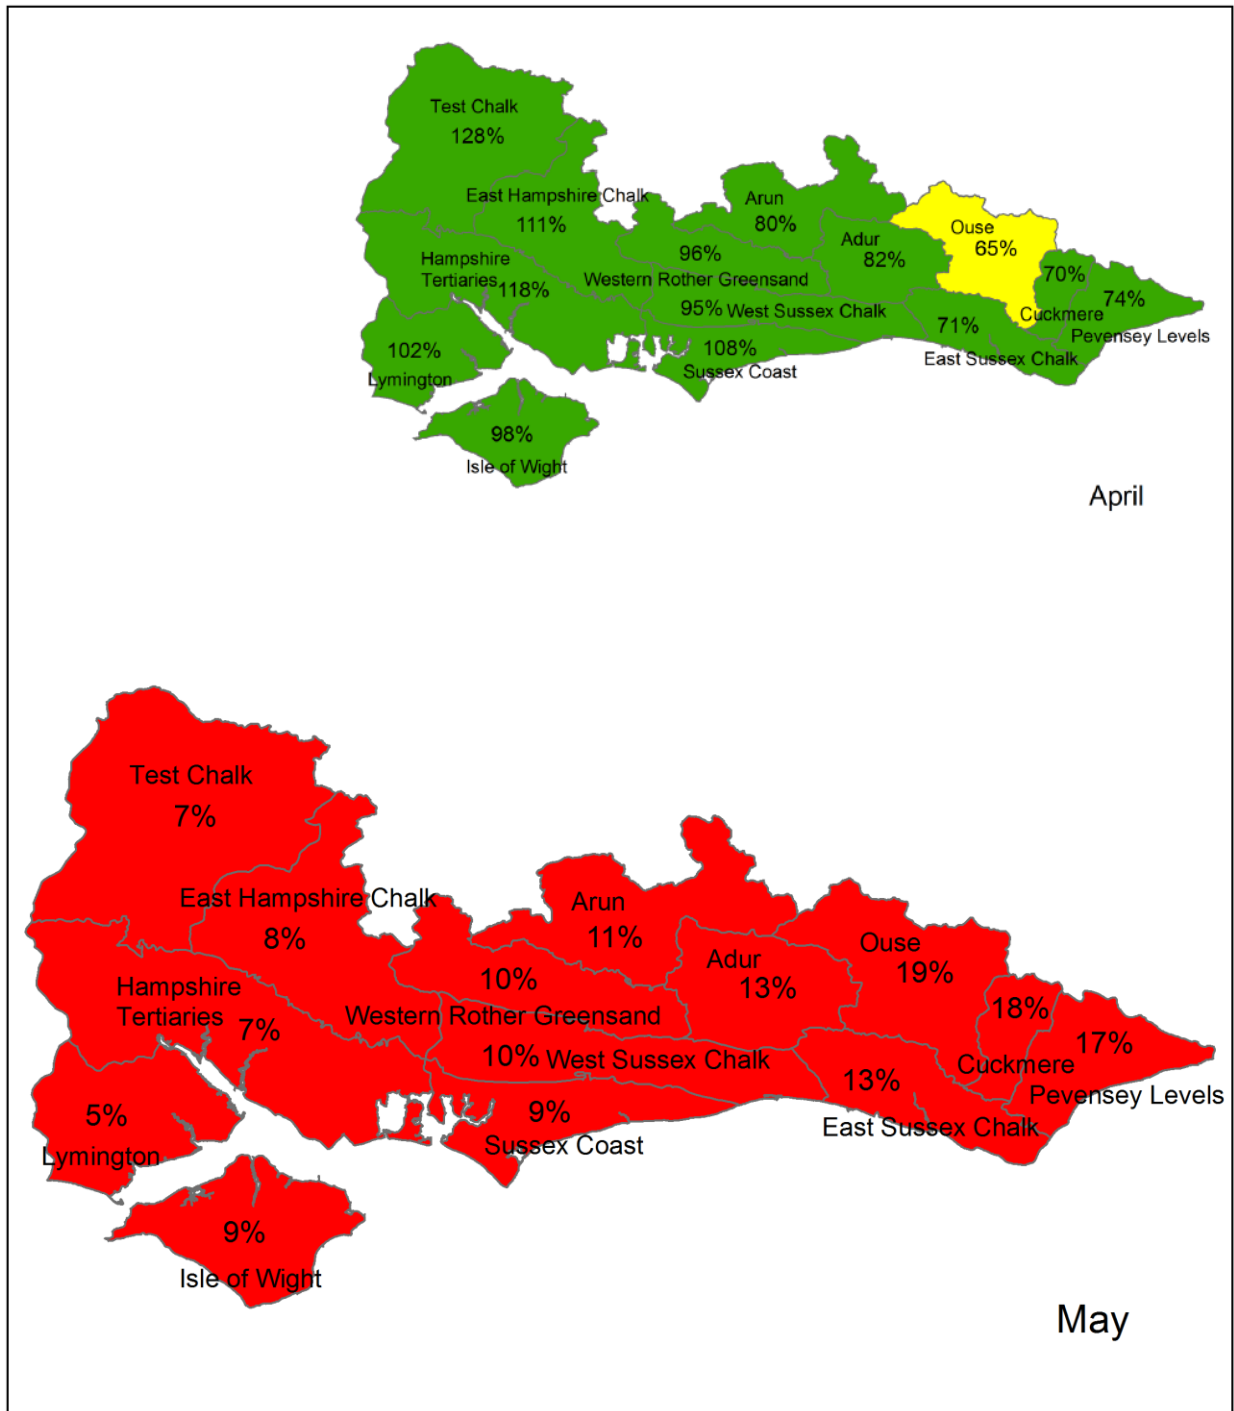 Test Chalk
128%
East Hampshire Chalk
111%
Arun
80%
Ouse
65%
Adur
82%
96%
Western Rother Greensand
Hampshire
Tertiaries
118%
70%
Cuckmere
74%
Pevensey Levels
95% West Sussex Chalk
71%
East Sussex Chalk
102%
Lymington
108%
Sussex Coast
98%
Isle of Wight
April
Test Chalk
7%
East Hampshire Chalk
8%
Arun
11%
Ouse
19%
Adur
13%
10%
Western Rother Greensand
Hampshire
Tertiaries
7%
18%
Cuckmere
17%
Pevensey Levels
10% West Sussex Chalk
13%
East Sussex Chalk
5%
Lymington
9%
Sussex Coast
9%
Isle of Wight
May